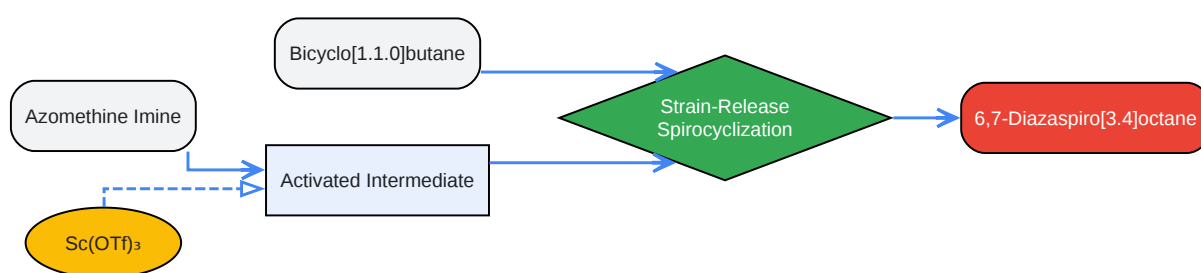 Bicyclo[1.1.0]butane
Azomethine Imine
Strain-Release
Spirocyclization
6,7-Diazaspiro[3.4]octane
Activated Intermediate
Sc(OTf)₃